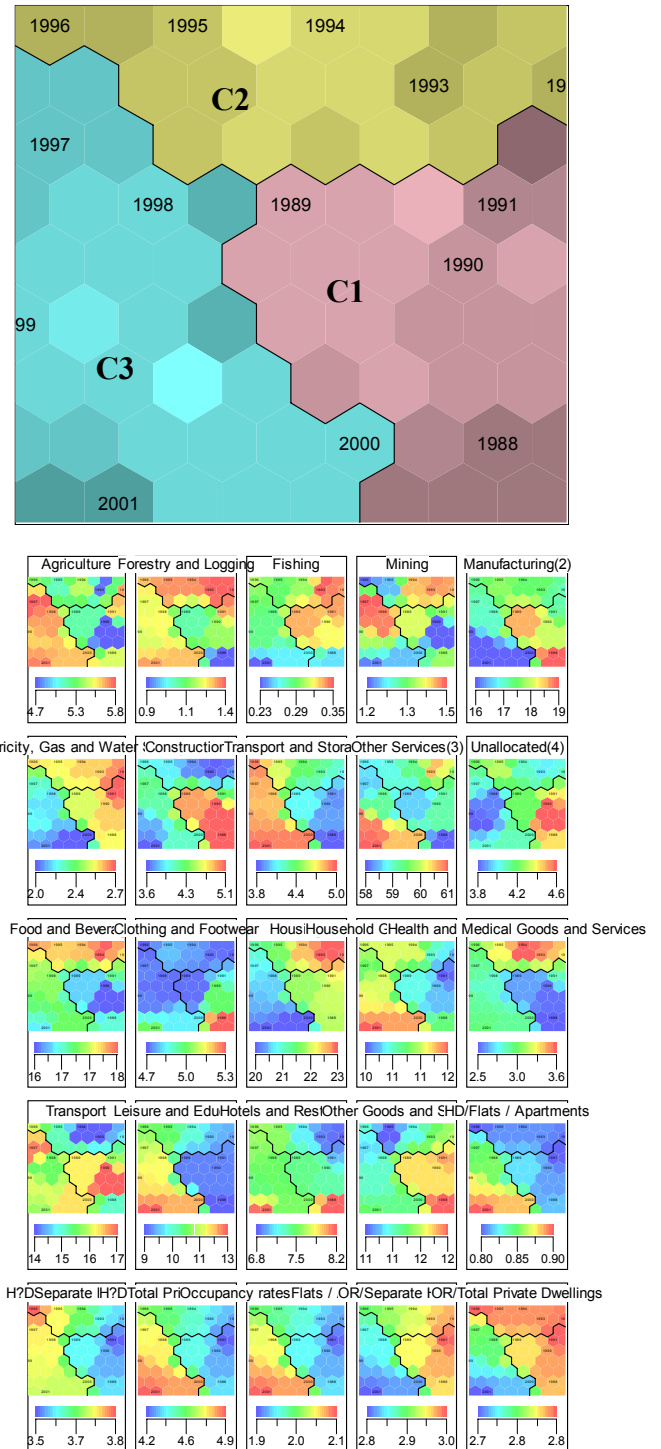 1996 1995 1994
1993 19
C2
1997
1998 1989 1991
1990
C1
99
C3
2000 1988
2001
Agriculture Forestry and Logging Fishing Mining Manufacturing(2)
4.7 5.3 5.8 0.9 1.1 1.4 0.23 0.29 0.35 1.2 1.3 1.5 16 17 18 19
ricity, Gas and Water Construction Transport and Stora Other Services(3) Unallocated(4)
2.0 2.4 2.7 3.6 4.3 5.1 3.8 4.4 5.0 58 59 60 61 3.8 4.2 4.6
Food and Bever Clothing and Footwear Housi Household G Health and Medical Goods and Services
16 17 17 18 4.7 5.0 5.3 20 21 22 23 10 11 11 12 2.5 3.0 3.6
Transport Leisure and Edu Hotels and Rest Other Goods and S HD/Flats / Apartments
14 15 16 17 9 10 11 13 6.8 7.5 8.2 11 11 12 12 0.80 0.85 0.90
H?DSeparate H?DTotal Pri Occupancy rates Flats / OR/Separate OR/Total Private Dwellings
3.5 3.7 3.8 4.2 4.6 4.9 1.9 2.0 2.1 2.8 2.9 3.0 2.7 2.8 2.8